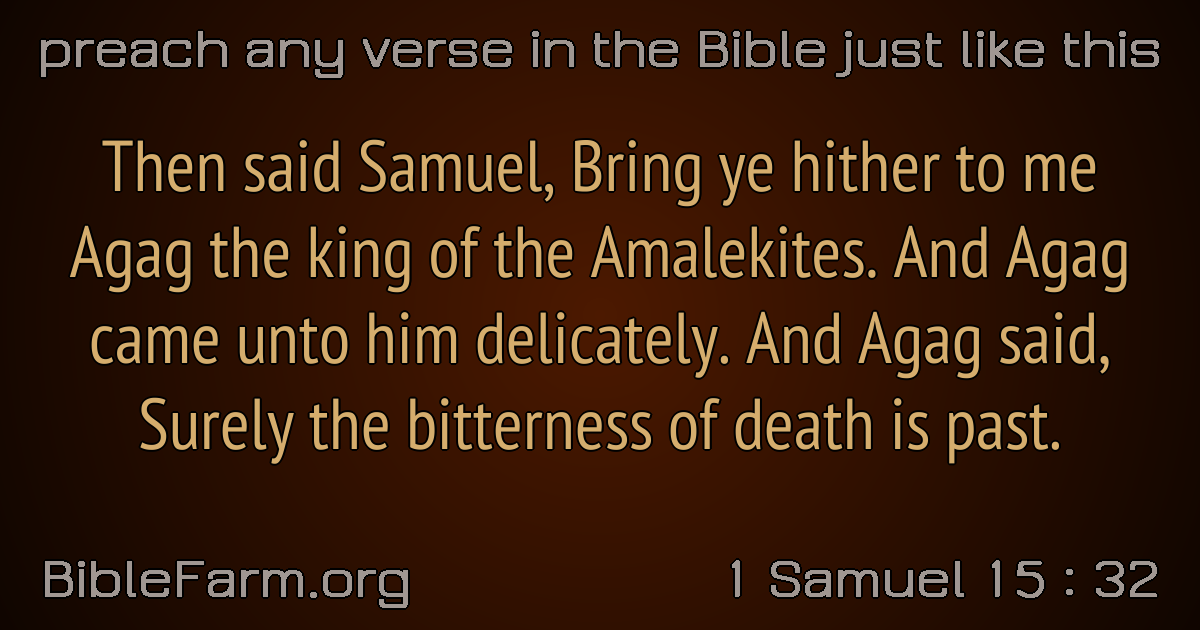 preach any verse in the Bible just like this
Then said Samuel, Bring ye hither to me
Agag the king of the Amalekites. And Agag
came unto him delicately. And Agag said,
Surely the bitterness of death is past.
BibleFarm.org
1 Samuel 15 : 32